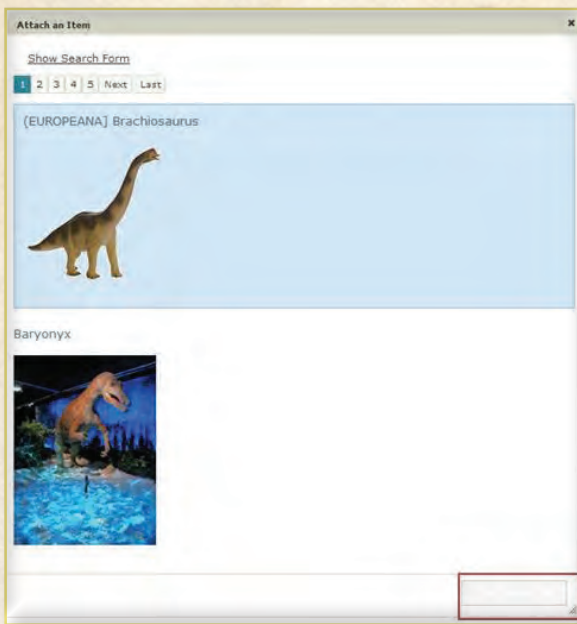 Attach an Item ×
Show Search Form
1 2 3 4 5 Next Last
[EUROPEANA] Brachiosaurus
Baryonyx